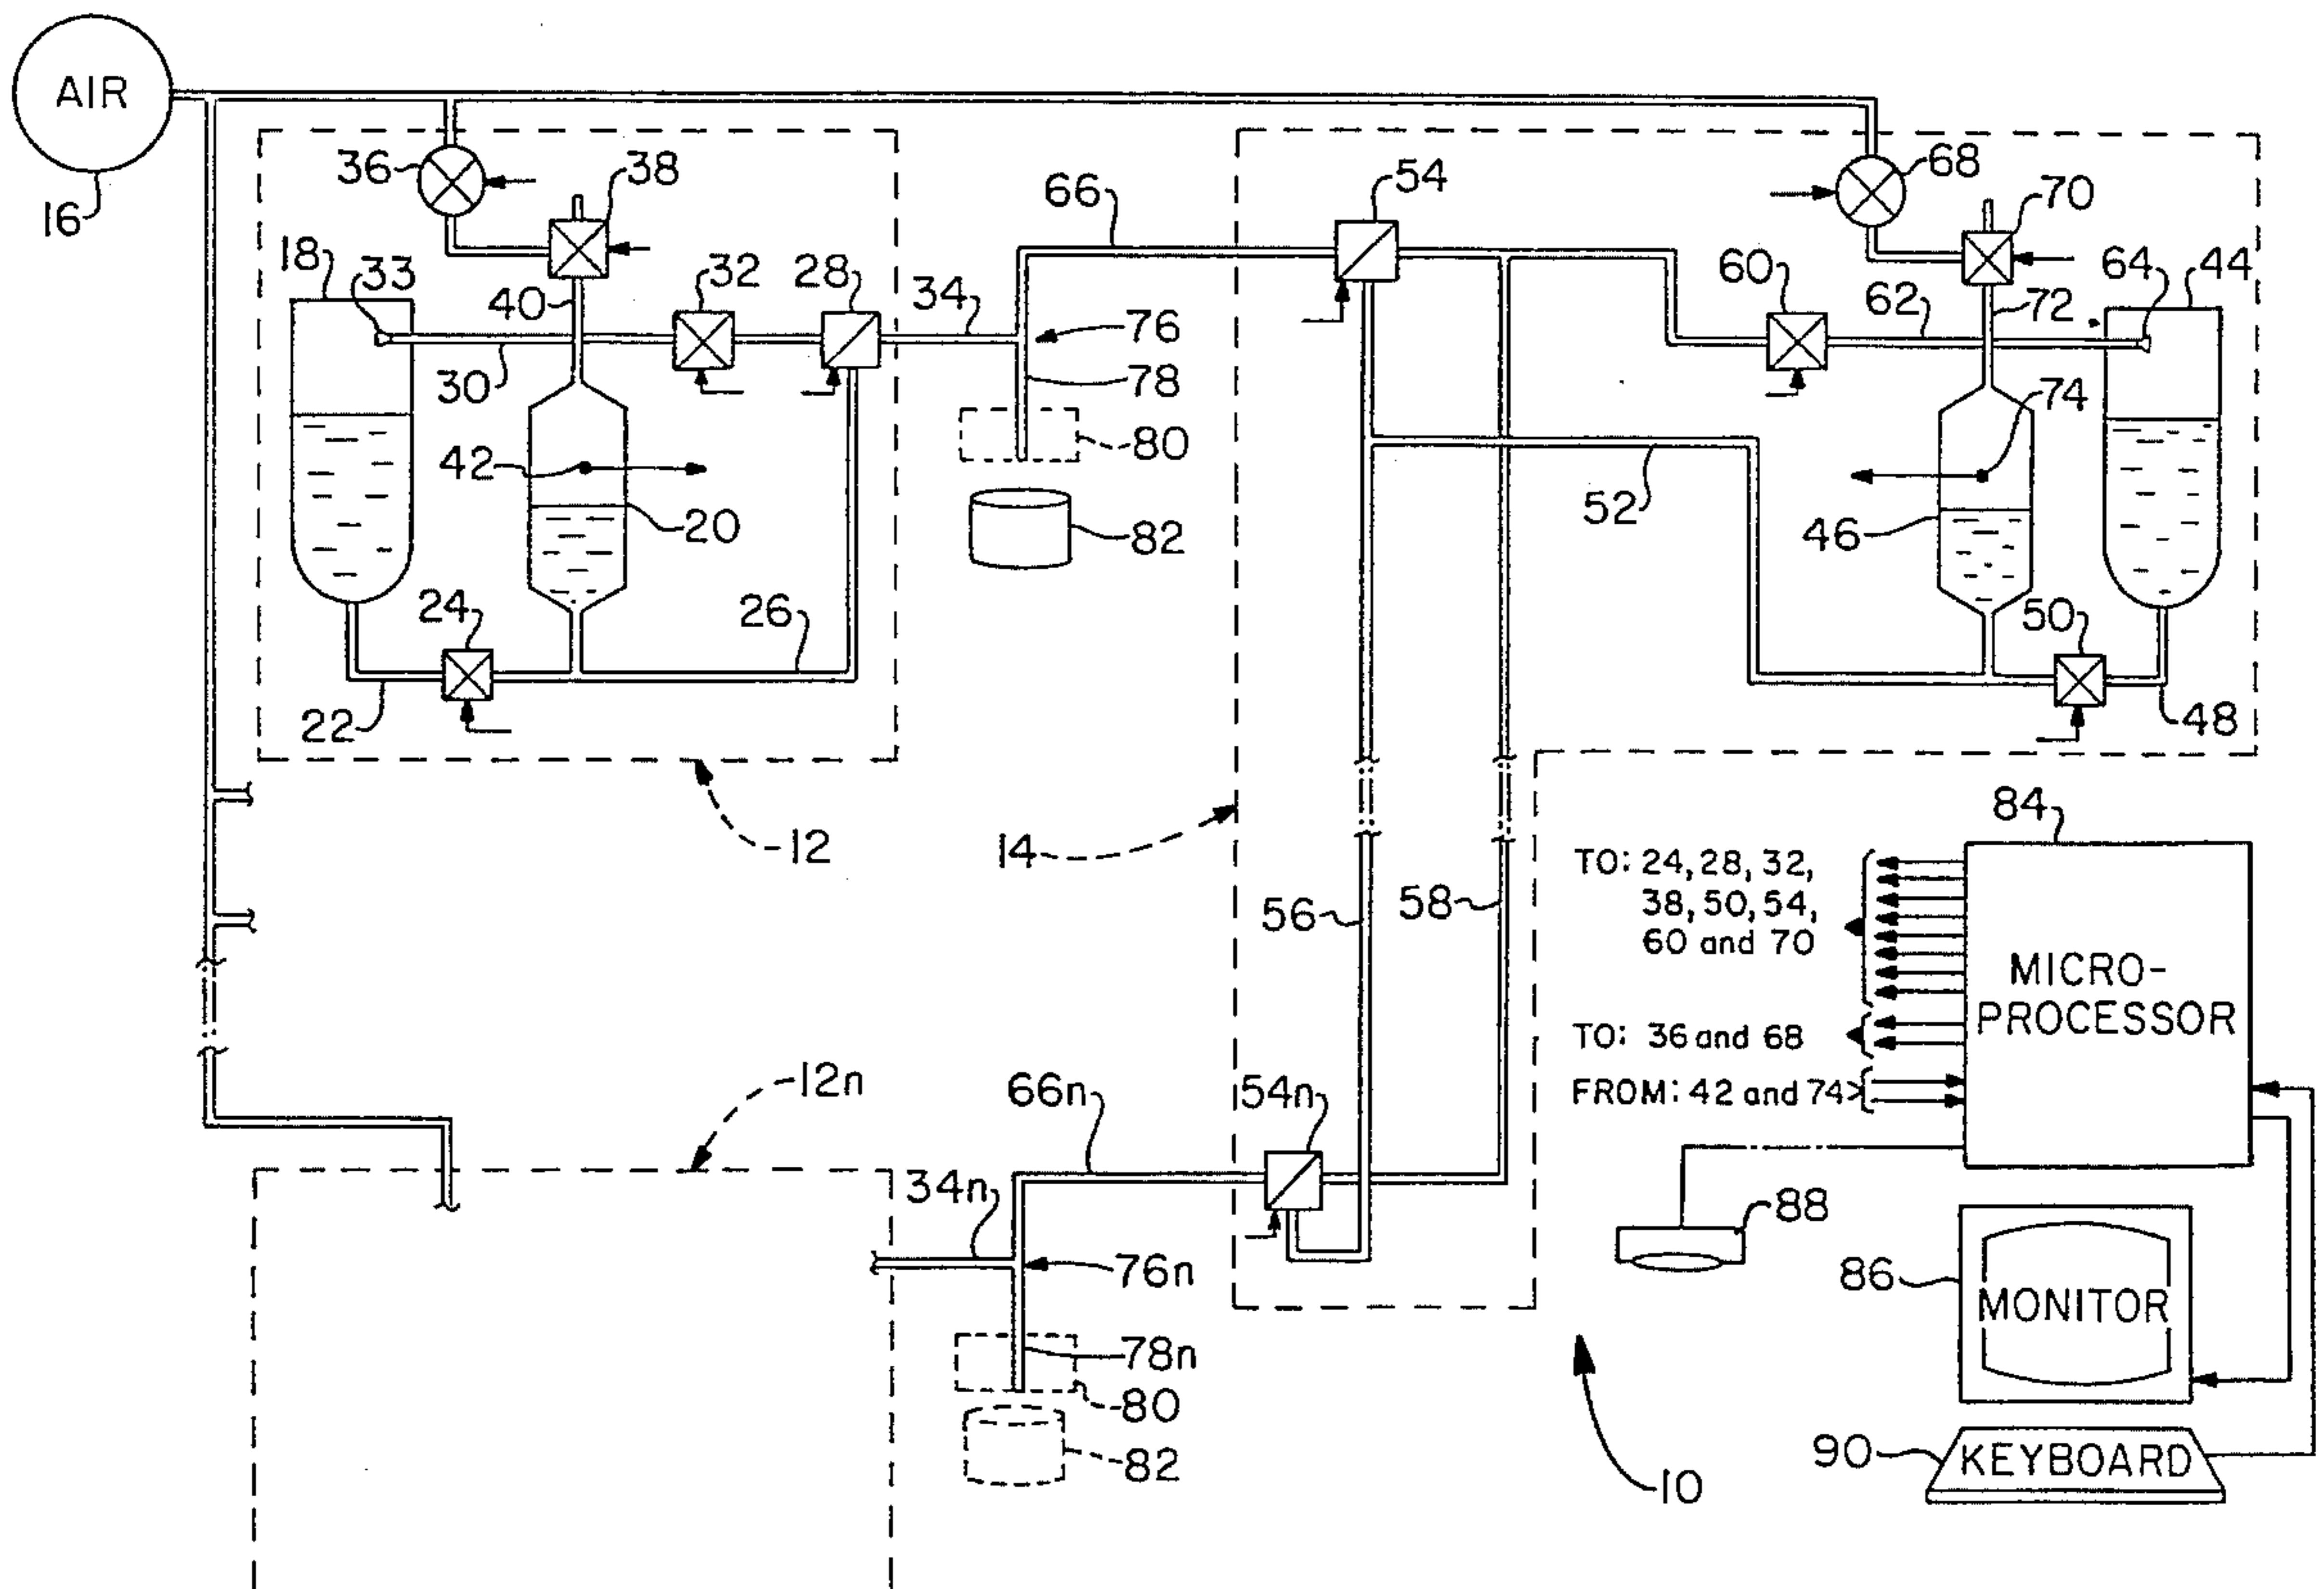 AIR
16
36
38
18
33
40
32
28
34
30
42
20
24
26
22
12
66
54
76
78
80
82
14
68
70
60
62
64
44
72
74
52
46
50
48
56
58
84
TO: 24, 28, 32,
38, 50, 54,
60 and 70
TO: 36 and 68
FROM: 42 and 74
MICRO-
PROCESSOR
12n
66n
54n
34n
76n
78n
80
82
88
86
MONITOR
90
KEYBOARD
10